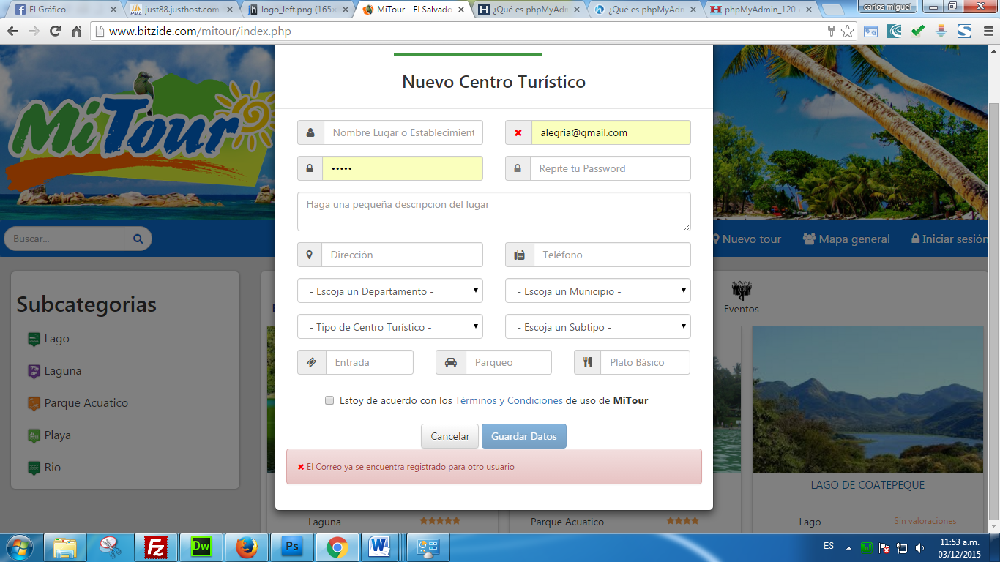 El Gráfico
just88.justhost.com
logo_left.png (165×
MiTour - El Salvado
¿Qué es phpMyAdm
¿Qué es phpMyAdm
phpMyAdmin_120-
carlos miguel
www.bitzide.com/mitour/index.php
MiTour
Nuevo Centro Turístico
Nombre Lugar o Establecimient
alegria@gmail.com
•••••
Repite tu Password
Haga una pequeña descripcion del lugar
Buscar...
Nuevo tour
Mapa general
Iniciar sesión
Dirección
Teléfono
- Escoja un Departamento -
- Escoja un Municipio -
Subcategorias
Eventos
- Tipo de Centro Turístico -
- Escoja un Subtipo -
Lago
Entrada
Parqueo
Plato Básico
Laguna
Estoy de acuerdo con los Términos y Condiciones de uso de MiTour
Parque Acuatico
Cancelar
Guardar Datos
Playa
El Correo ya se encuentra registrado para otro usuario
Rio
LAGO DE COATEPEQUE
Laguna
Parque Acuatico
Lago
Sin valoraciones
Fz
Dw
Ps
W
ES
11:53 a.m.
03/12/2015